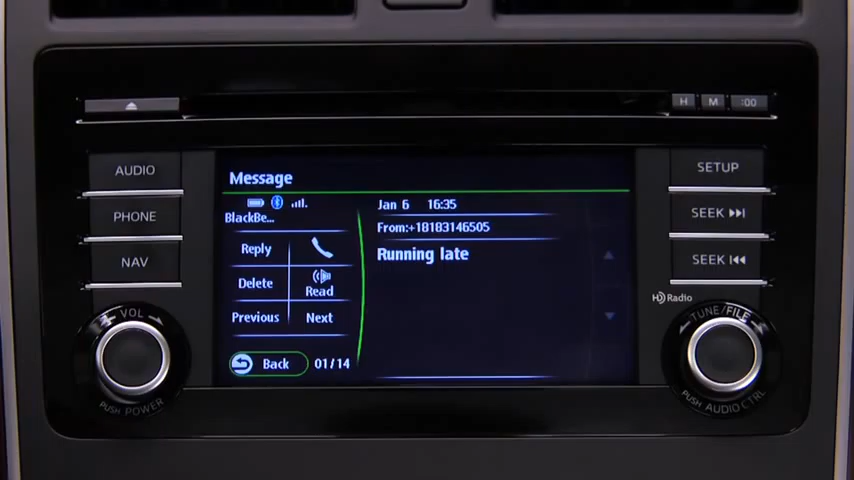 H M :00
AUDIO
PHONE
NAV
VOL
PUSH POWER
Message
BlackBe...
Reply
Delete
Read
Previous
Next
Back
01/14
Jan 6 16:35
From:+18183146505
Running late
SETUP
SEEK
SEEK
HD Radio
TUNE/FILE
PUSH AUDIO CTRL